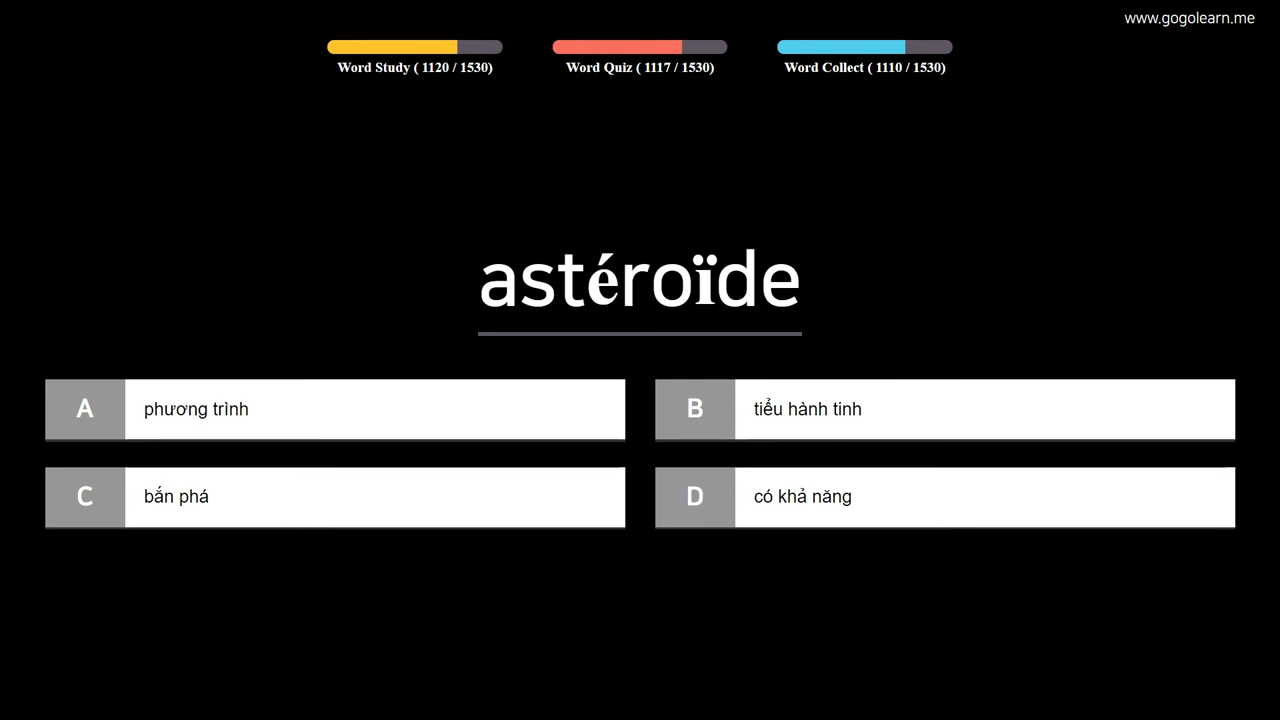 www.gogolearn.me
Word Study ( 1120 / 1530)
Word Quiz ( 1117 / 1530)
Word Collect ( 1110 / 1530)
astéroïde
A phương trình
B tiểu hành tinh
C bắn phá
D có khả năng